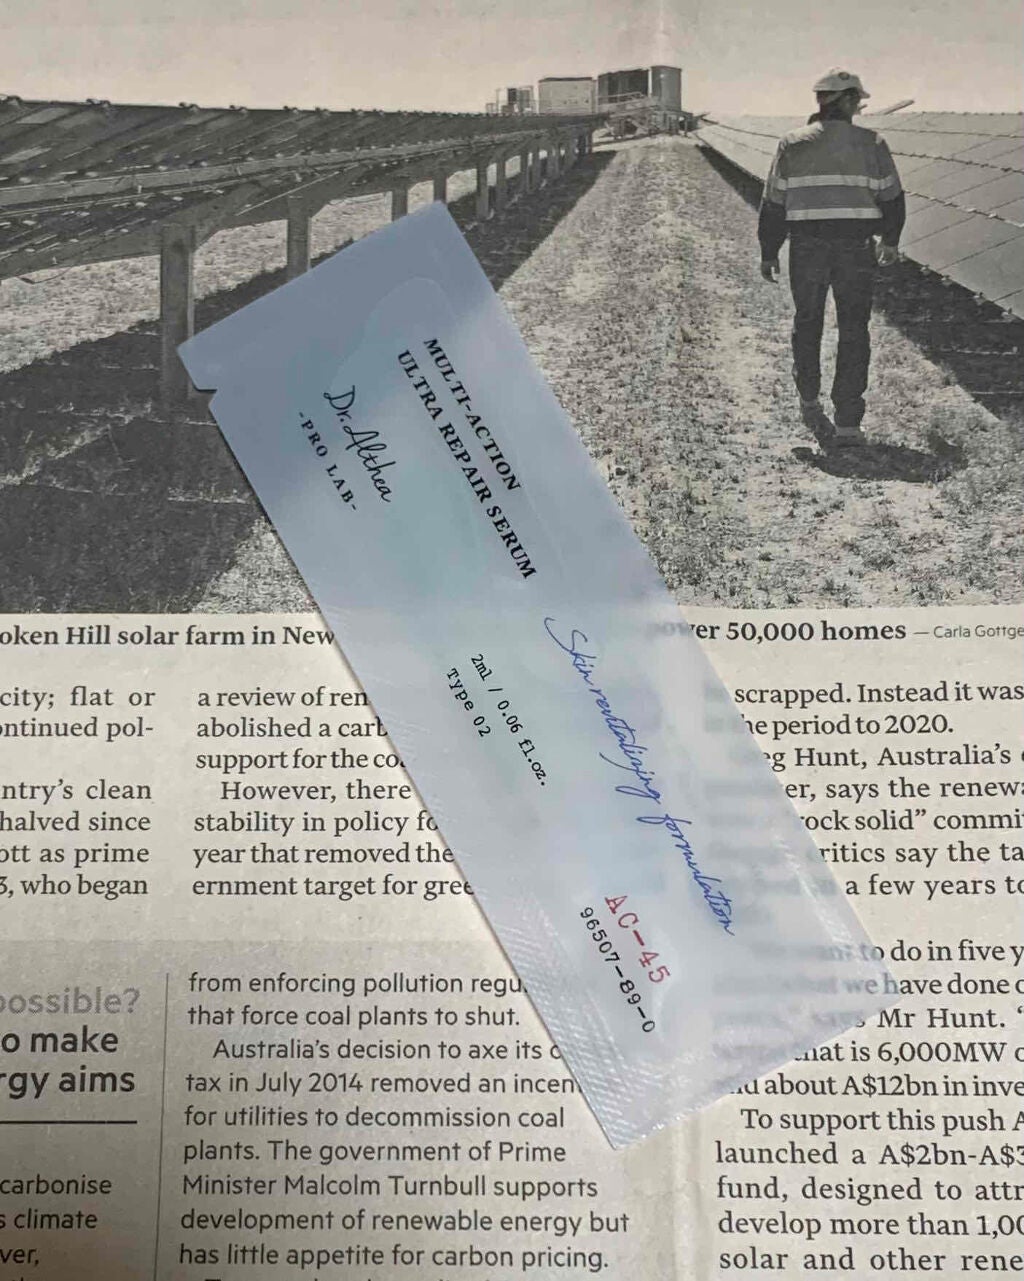 MULTI-ACTION
ULTRA REPAIR SERUM
Dr. Althea
-PRO LAB-
Skin revitalizing formulation
2ml / 0.06 fl.oz.
Type 02
AC-45
96507-89-0
oken Hill solar farm in New
er 50,000 homes — Carla Gottge
city; flat or
ontinued pol-
ntry's clean
halved since
ott as prime
3, who began
a review of ren
abolished a carb
support for the co
However, there
stability in policy fo
year that removed the
ernment target for gree
scrapped. Instead it was
he period to 2020.
eg Hunt, Australia's
er, says the renewa
ock solid" commi
ritics say the ta
a few years to
to do in five y
we have done o
says Mr Hunt. "
that is 6,000MW o
nd about A$12bn in inve
To support this push A
launched a A$2bn-A$3
fund, designed to attr
develop more than 1,00
solar and other rene
possible?
o make
rgy aims
carbonise
s climate
ver,
from enforcing pollution regu
that force coal plants to shut.
Australia's decision to axe its c
tax in July 2014 removed an incen
for utilities to decommission coal
plants. The government of Prime
Minister Malcolm Turnbull supports
development of renewable energy but
has little appetite for carbon pricing.